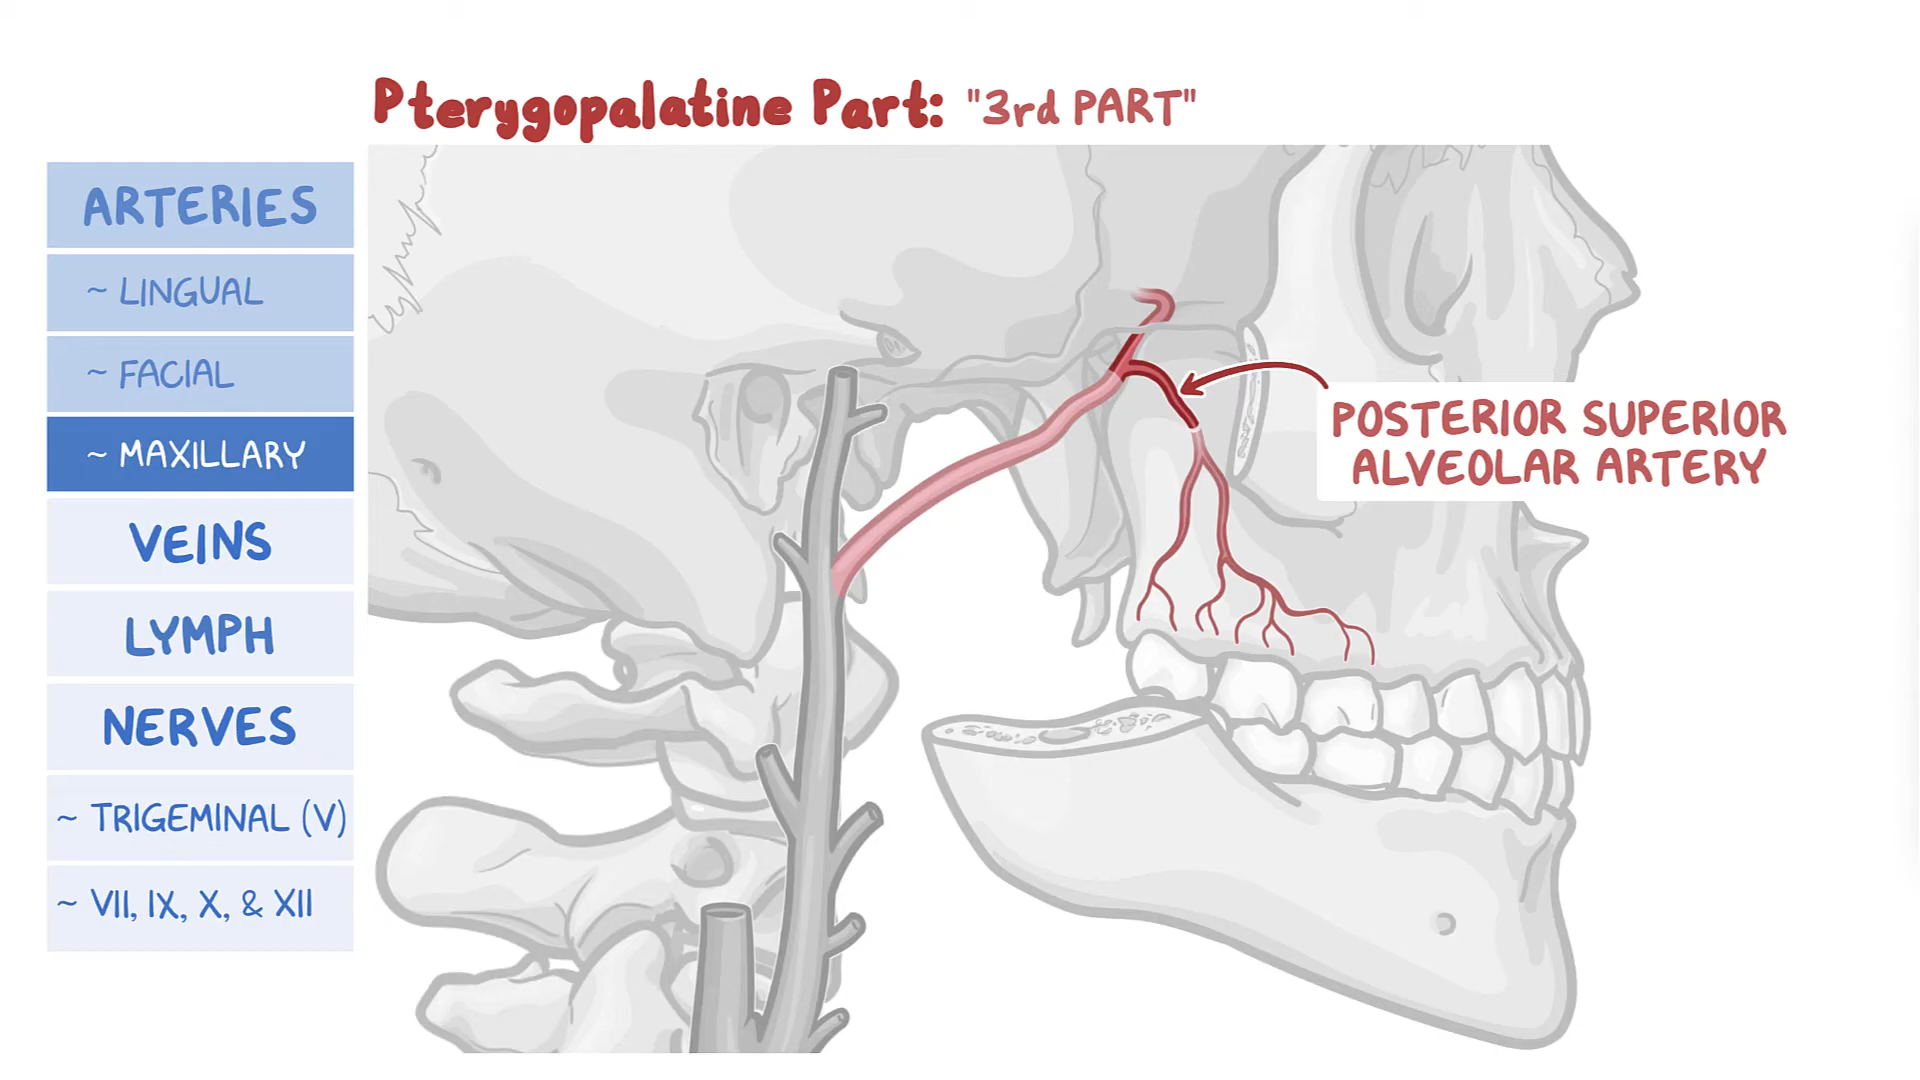 Pterygopalatine Part: "3rd PART"
ARTERIES
~ LINGUAL
~ FACIAL
~ MAXILLARY
VEINS
LYMPH
NERVES
~ TRIGEMINAL (V)
~ VII, IX, X, & XII
POSTERIOR SUPERIOR
ALVEOLAR ARTERY